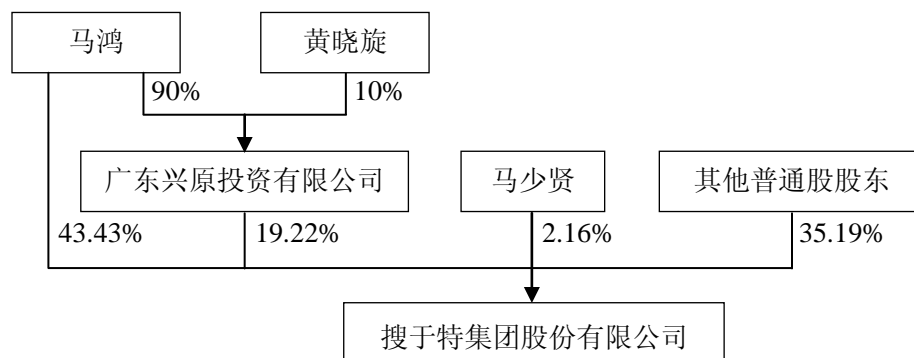 马鸿
黄晓旋
90%
10%
广东兴原投资有限公司
马少贤
其他普通股股东
43.43%
19.22%
2.16%
35.19%
搜于特集团股份有限公司